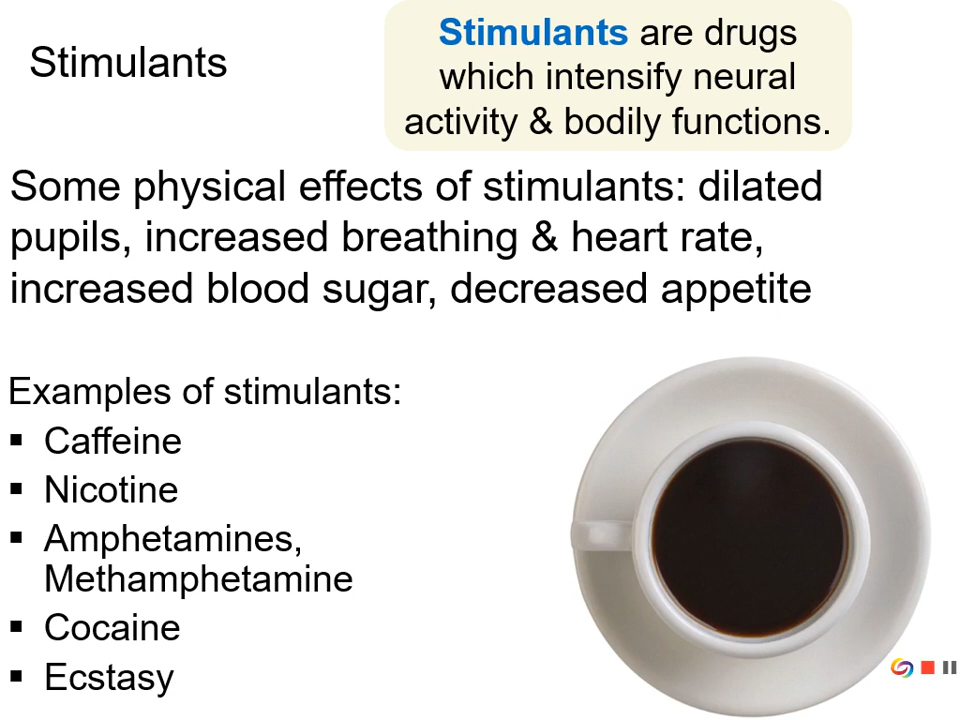 Stimulants
Stimulants are drugs
which intensify neural
activity & bodily functions.
Some physical effects of stimulants: dilated
pupils, increased breathing & heart rate,
increased blood sugar, decreased appetite
Examples of stimulants:
▪ Caffeine
▪ Nicotine
▪ Amphetamines,
Methamphetamine
▪ Cocaine
▪ Ecstasy